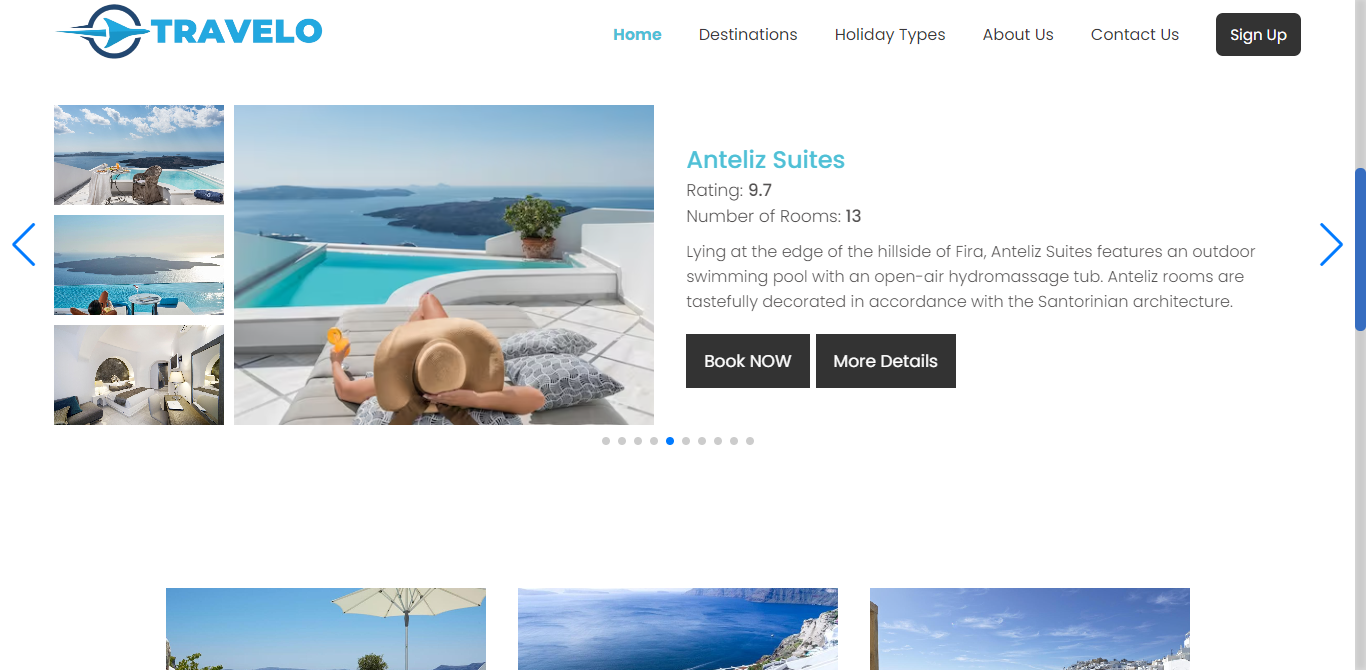 TRAVELO
Home Destinations Holiday Types About Us Contact Us Sign Up
Anteliz Suites
Rating: 9.7
Number of Rooms: 13
Lying at the edge of the hillside of Fira, Anteliz Suites features an outdoor
swimming pool with an open-air hydromassage tub. Anteliz rooms are
tastefully decorated in accordance with the Santorinian architecture.
Book NOW More Details